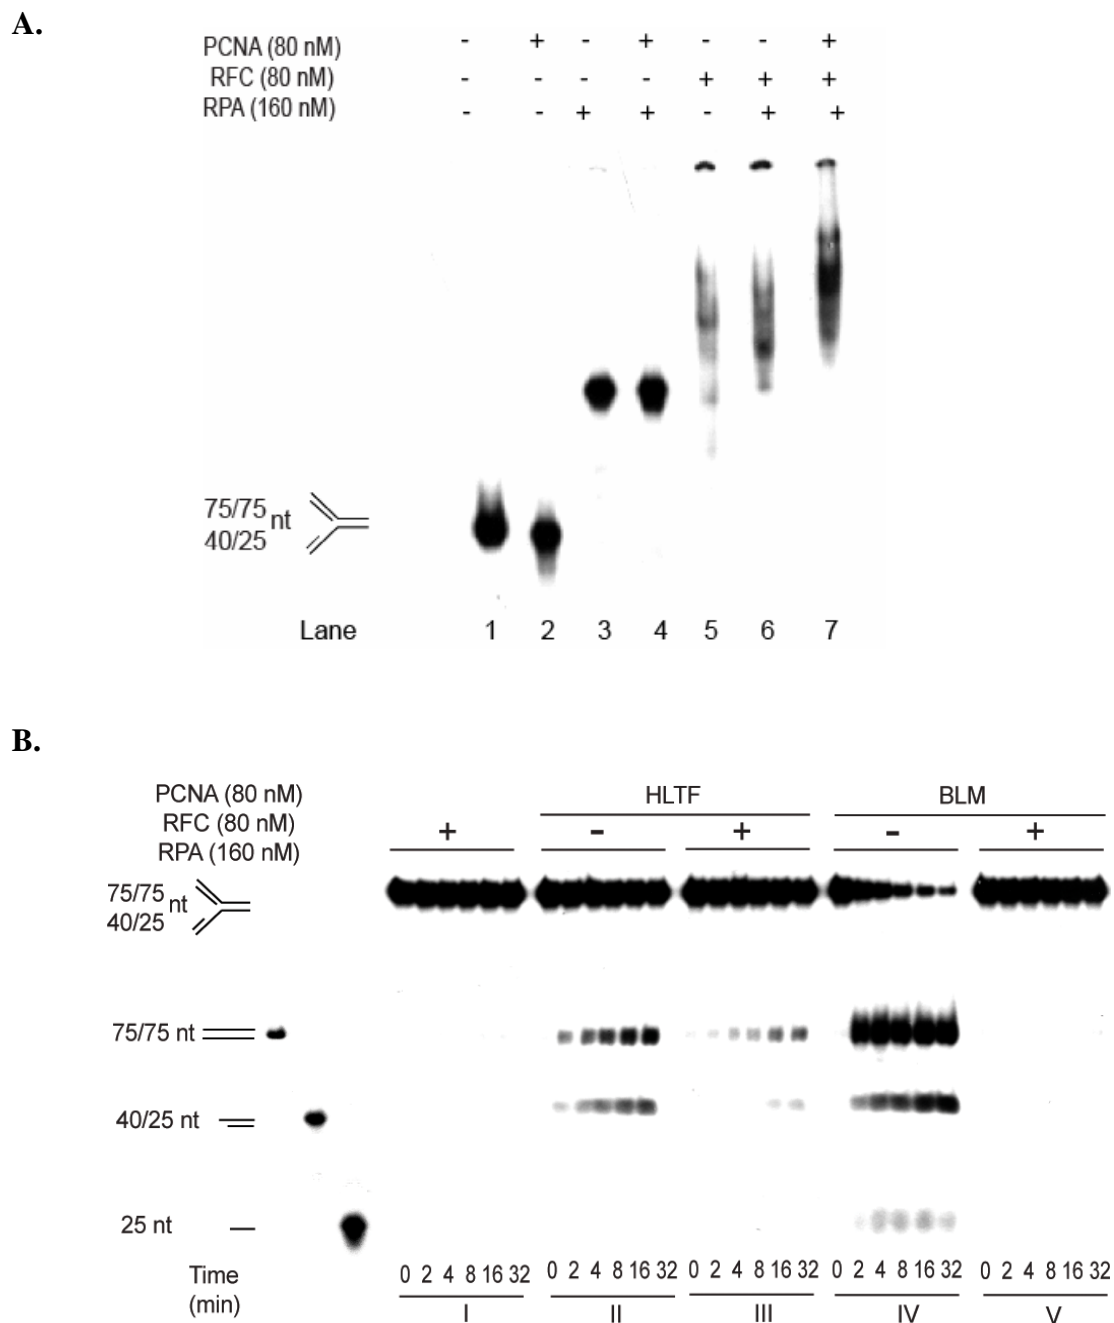 A.
PCNA (80 nM) - + - + - - +
RFC (80 nM) - - - - + + +
RPA (160 nM) - - + + - + +
75/75
40/25 nt
Lane 1 2 3 4 5 6 7
B.
HLTF BLM
PCNA (80 nM)
RFC (80 nM) + - + - +
RPA (160 nM)
75/75
40/25 nt
75/75 nt
40/25 nt
25 nt
Time 0 2 4 8 16 32 0 2 4 8 16 32 0 2 4 8 16 32 0 2 4 8 16 32 0 2 4 8 16 32
(min) I II III IV V